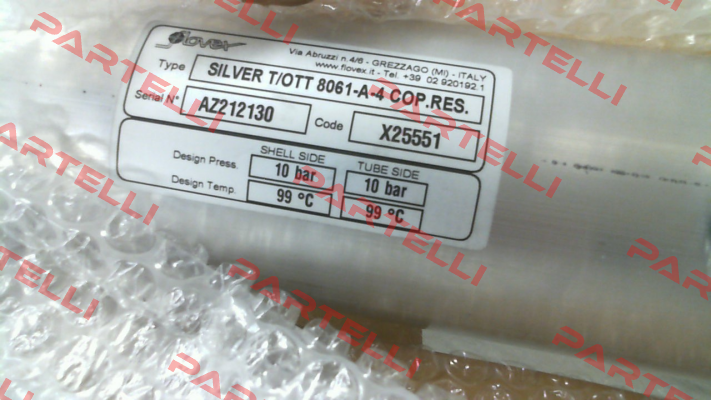 Flovex
Via Abruzzi n.4/6 - GREZZAGO (MI) - ITALY
www.flovex.it - Tel. +39 02 920192.1
Type SILVER T/OTT 8061-A-4 COP.RES.
Serial N° AZ212130 Code X25551
SHELL SIDE TUBE SIDE
Design Press. 10 bar 10 bar
Design Temp. 99 °C 99 °C
PARTELLI
PARTELLI
PARTELLI
PARTELLI
PARTELLI
PARTELLI
PARTELLI